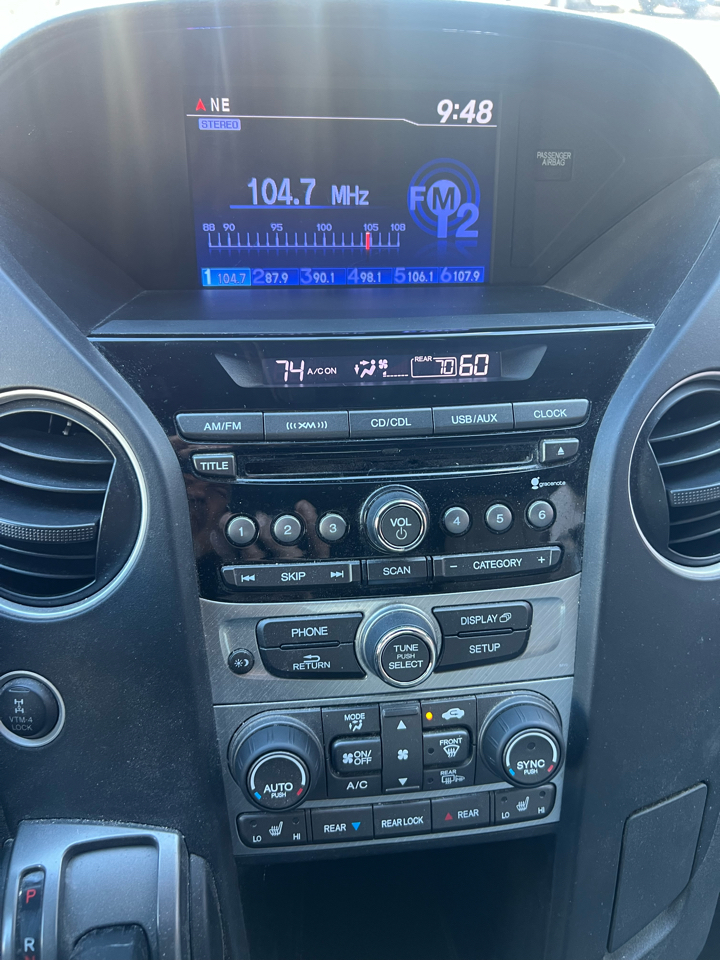 NE
9:48
STEREO
PASSENGER
AIRBAG
104.7 MHz
FM2
88 90 95 100 105 108
1 104.7 2 87.9 3 90.1 4 98.1 5 106.1 6 107.9
74 A/C ON REAR 70 60
AM/FM (((XM))) CD/CDL USB/AUX CLOCK
TITLE
gracenote
1 2 3 VOL 4 5 6
SKIP SCAN − CATEGORY +
PHONE DISPLAY
TUNE
PUSH
SELECT
RETURN SETUP
VTM-4
LOCK
MODE
ON/
OFF
FRONT
REAR
A/C
AUTO
PUSH
SYNC
PUSH
LO HI REAR REAR LOCK REAR LO HI
P
R
N